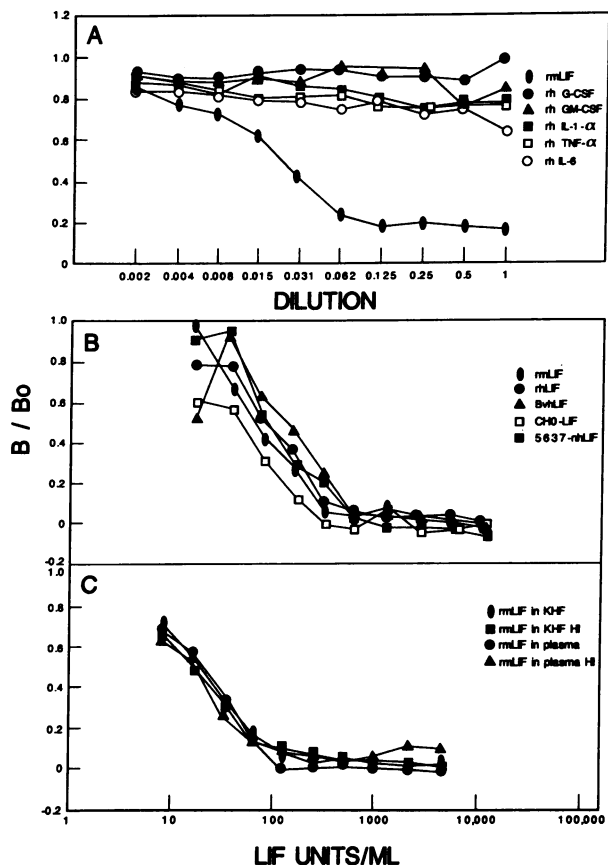 A
1.2
1.0
0.8
0.6
0.4
0.2
0
rmLIF
rh G-CSF
rh GM-CSF
rh IL-1-α
rh TNF-α
rh IL-6
0.002 0.004 0.008 0.015 0.031 0.062 0.125 0.25 0.5 1
DILUTION
B / Bo
B
1.0
0.8
0.6
0.4
0.2
0
-0.2
rmLIF
rhLIF
BvhLIF
CHO-LIF
5637-nhLIF
C
1.0
0.8
0.6
0.4
0.2
0
-0.2
rmLIF in KHF
rmLIF in KHF HI
rmLIF in plasma
rmLIF in plasma HI
1 10 100 1000 10,000 100,000
LIF UNITS/ML